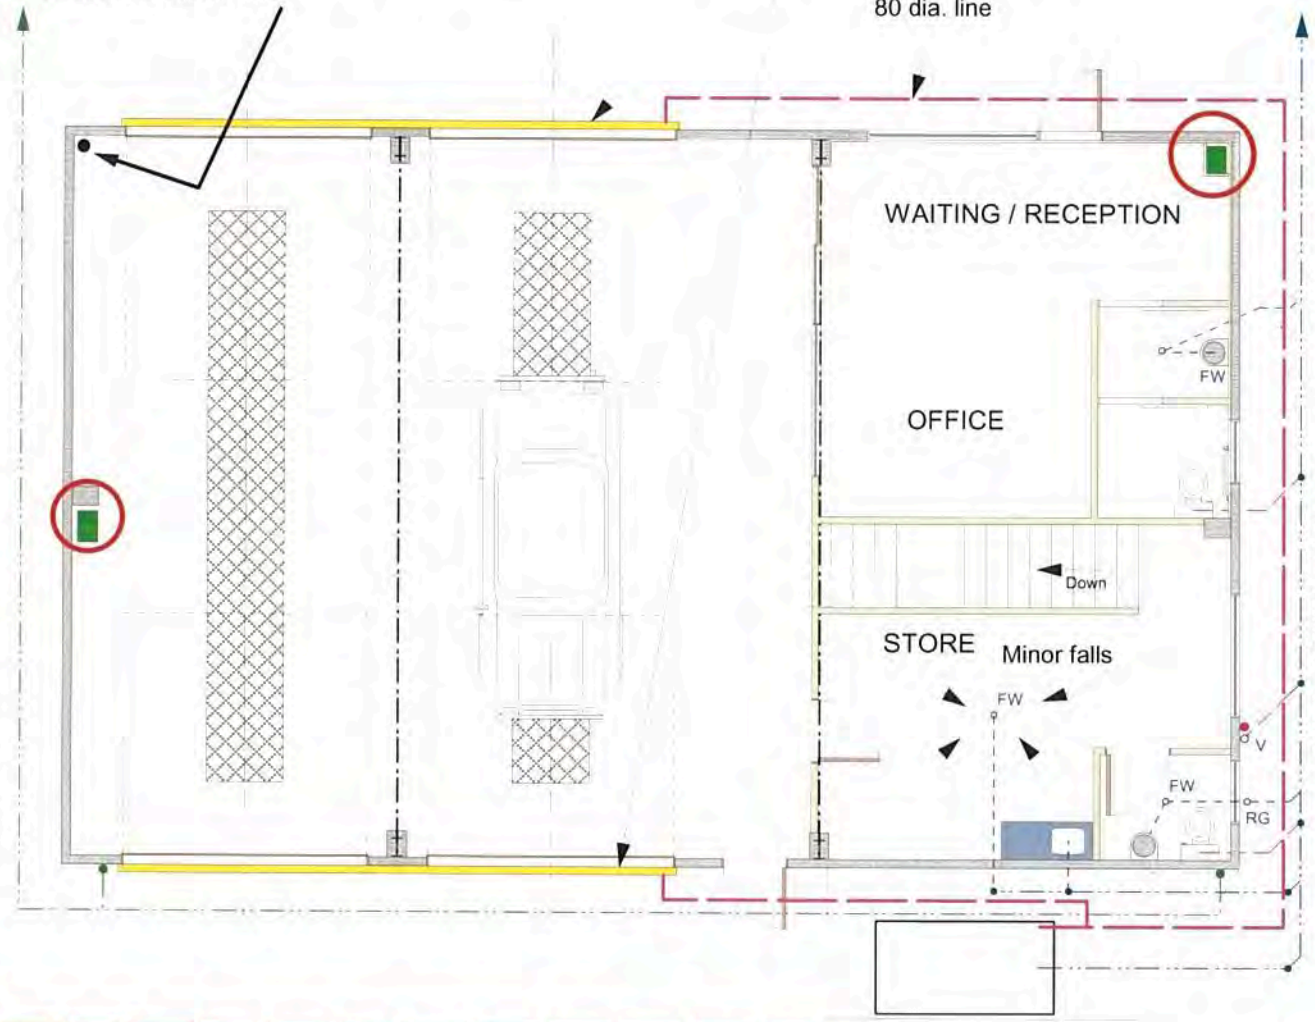 80 dia. line
WAITING / RECEPTION
FW
OFFICE
Down
STORE
Minor falls
FW
V
FW
RG